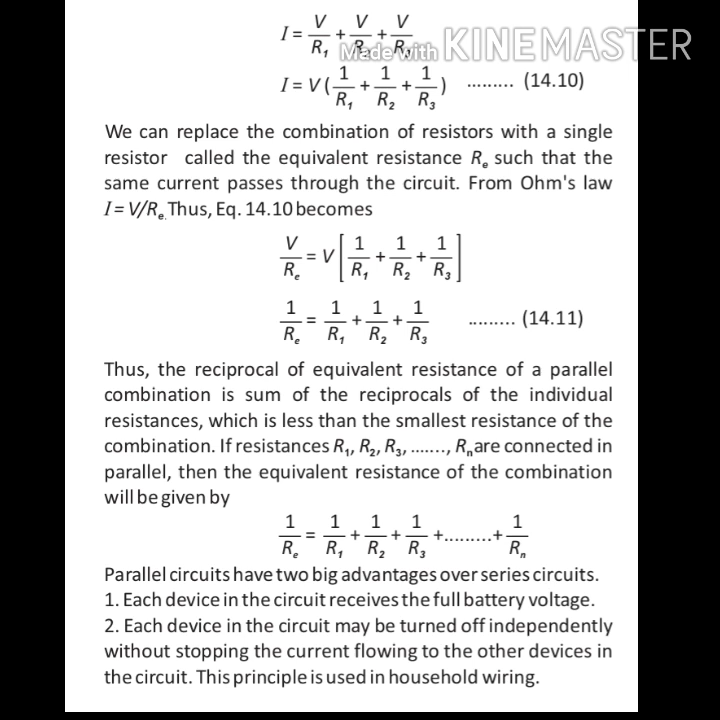 I = V/R₁ + V/R₂ + V/R₃
Made with KINEMASTER
I = V (1/R₁ + 1/R₂ + 1/R₃) ......... (14.10)
We can replace the combination of resistors with a single
resistor called the equivalent resistance Rₑ such that the
same current passes through the circuit. From Ohm's law
I = V/Rₑ. Thus, Eq. 14.10 becomes
V/Rₑ = V [1/R₁ + 1/R₂ + 1/R₃]
1/Rₑ = 1/R₁ + 1/R₂ + 1/R₃ ......... (14.11)
Thus, the reciprocal of equivalent resistance of a parallel
combination is sum of the reciprocals of the individual
resistances, which is less than the smallest resistance of the
combination. If resistances R₁, R₂, R₃, ......., Rₙ are connected in
parallel, then the equivalent resistance of the combination
will be given by
1/Rₑ = 1/R₁ + 1/R₂ + 1/R₃ +.........+ 1/Rₙ
Parallel circuits have two big advantages over series circuits.
1. Each device in the circuit receives the full battery voltage.
2. Each device in the circuit may be turned off independently
without stopping the current flowing to the other devices in
the circuit. This principle is used in household wiring.